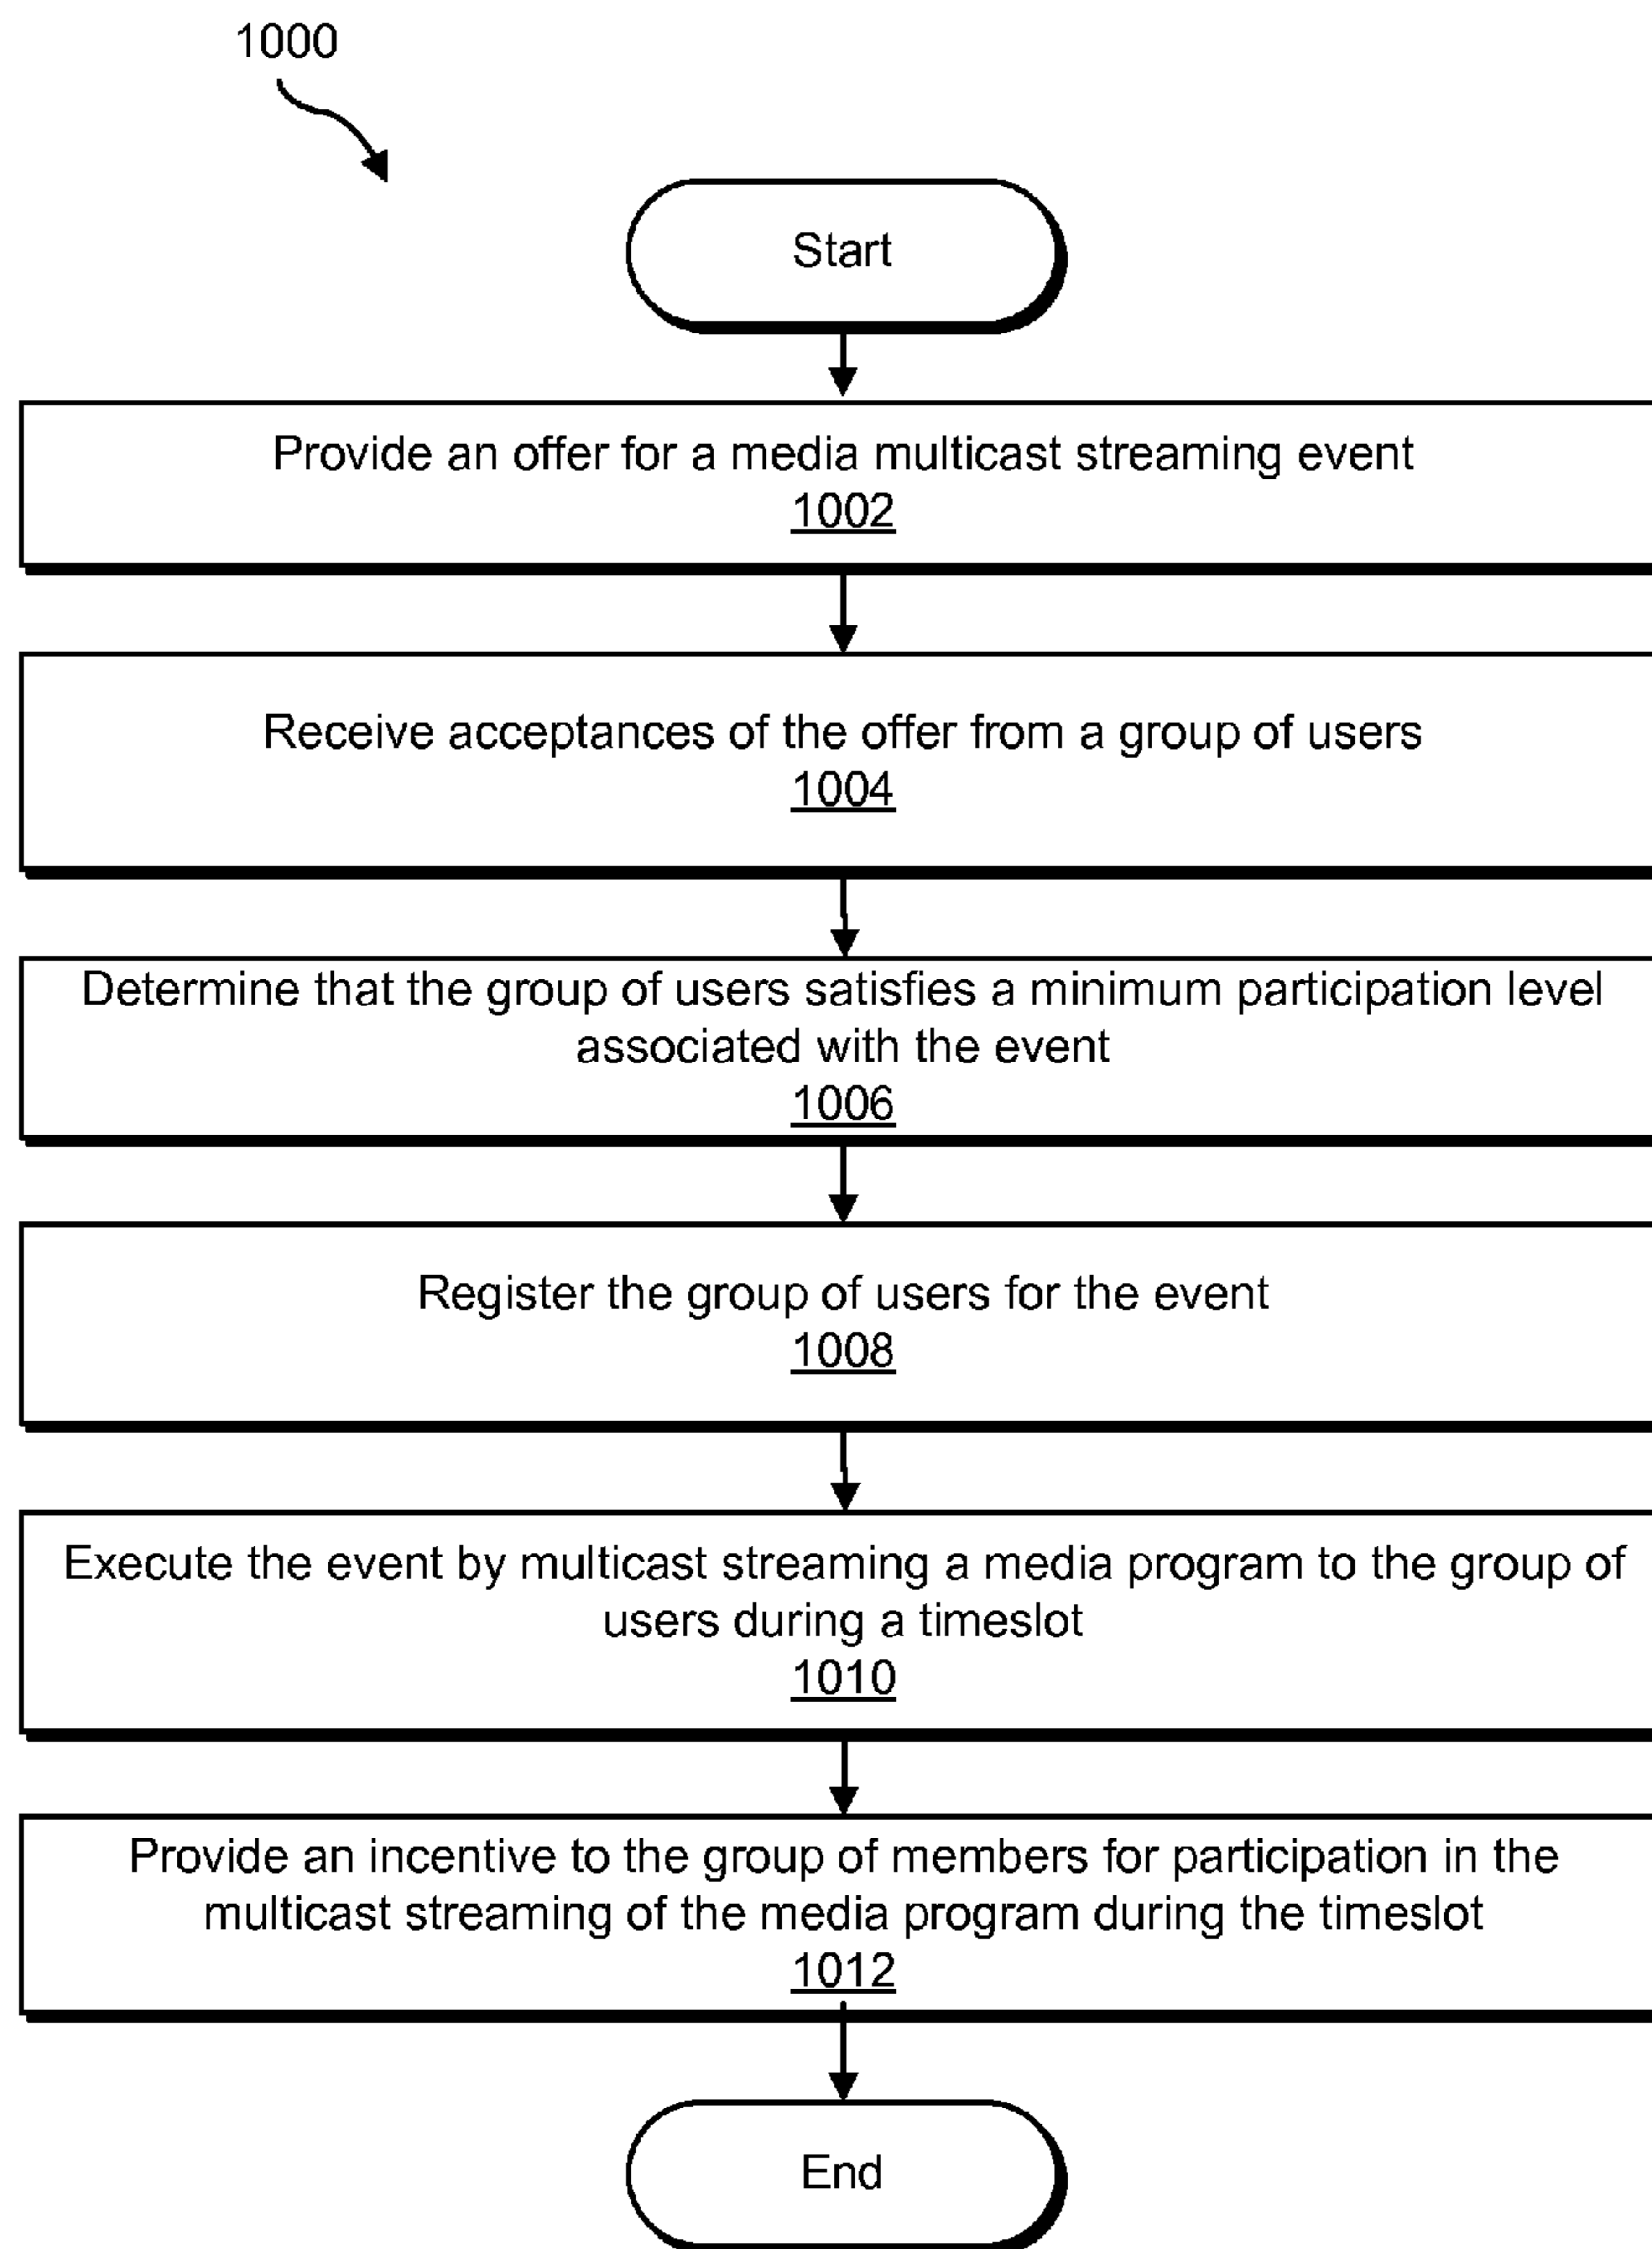 1000
Start
Provide an offer for a media multicast streaming event
1002
Receive acceptances of the offer from a group of users
1004
Determine that the group of users satisfies a minimum participation level
associated with the event
1006
Register the group of users for the event
1008
Execute the event by multicast streaming a media program to the group of
users during a timeslot
1010
Provide an incentive to the group of members for participation in the
multicast streaming of the media program during the timeslot
1012
End